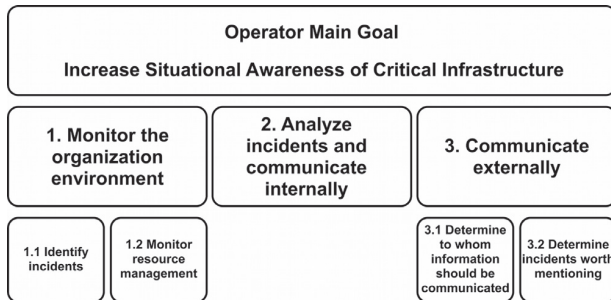 Operator Main Goal
Increase Situational Awareness of Critical Infrastructure
1. Monitor the
organization
environment
2. Analyze
incidents and
communicate
internally
3. Communicate
externally
1.1 Identify
incidents
1.2 Monitor
resource
management
3.1 Determine
to whom
information
should be
communicated
3.2 Determine
incidents worth
mentioning